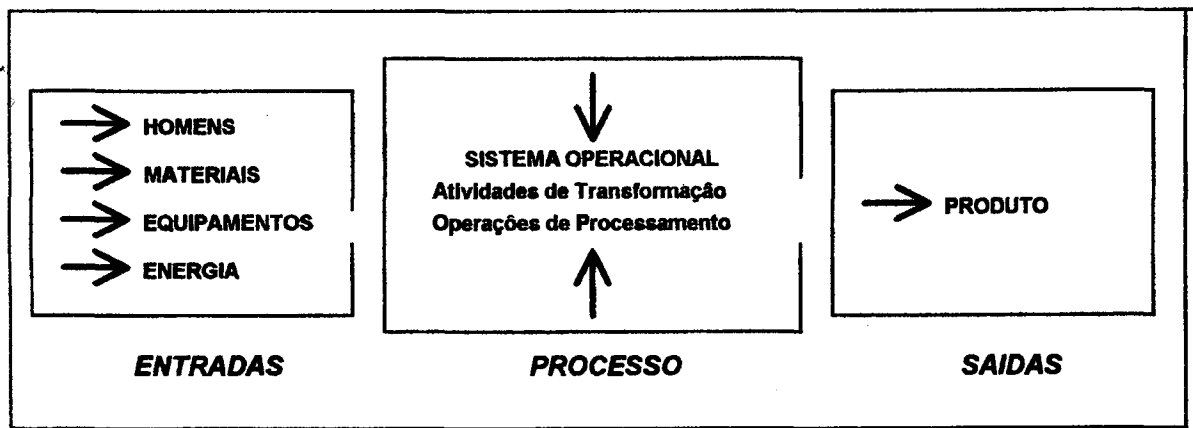 HOMENS
MATERIAIS
EQUIPAMENTOS
ENERGIA
ENTRADAS
SISTEMA OPERACIONAL
Atividades de Transformação
Operações de Processamento
PROCESSO
PRODUTO
SAIDAS